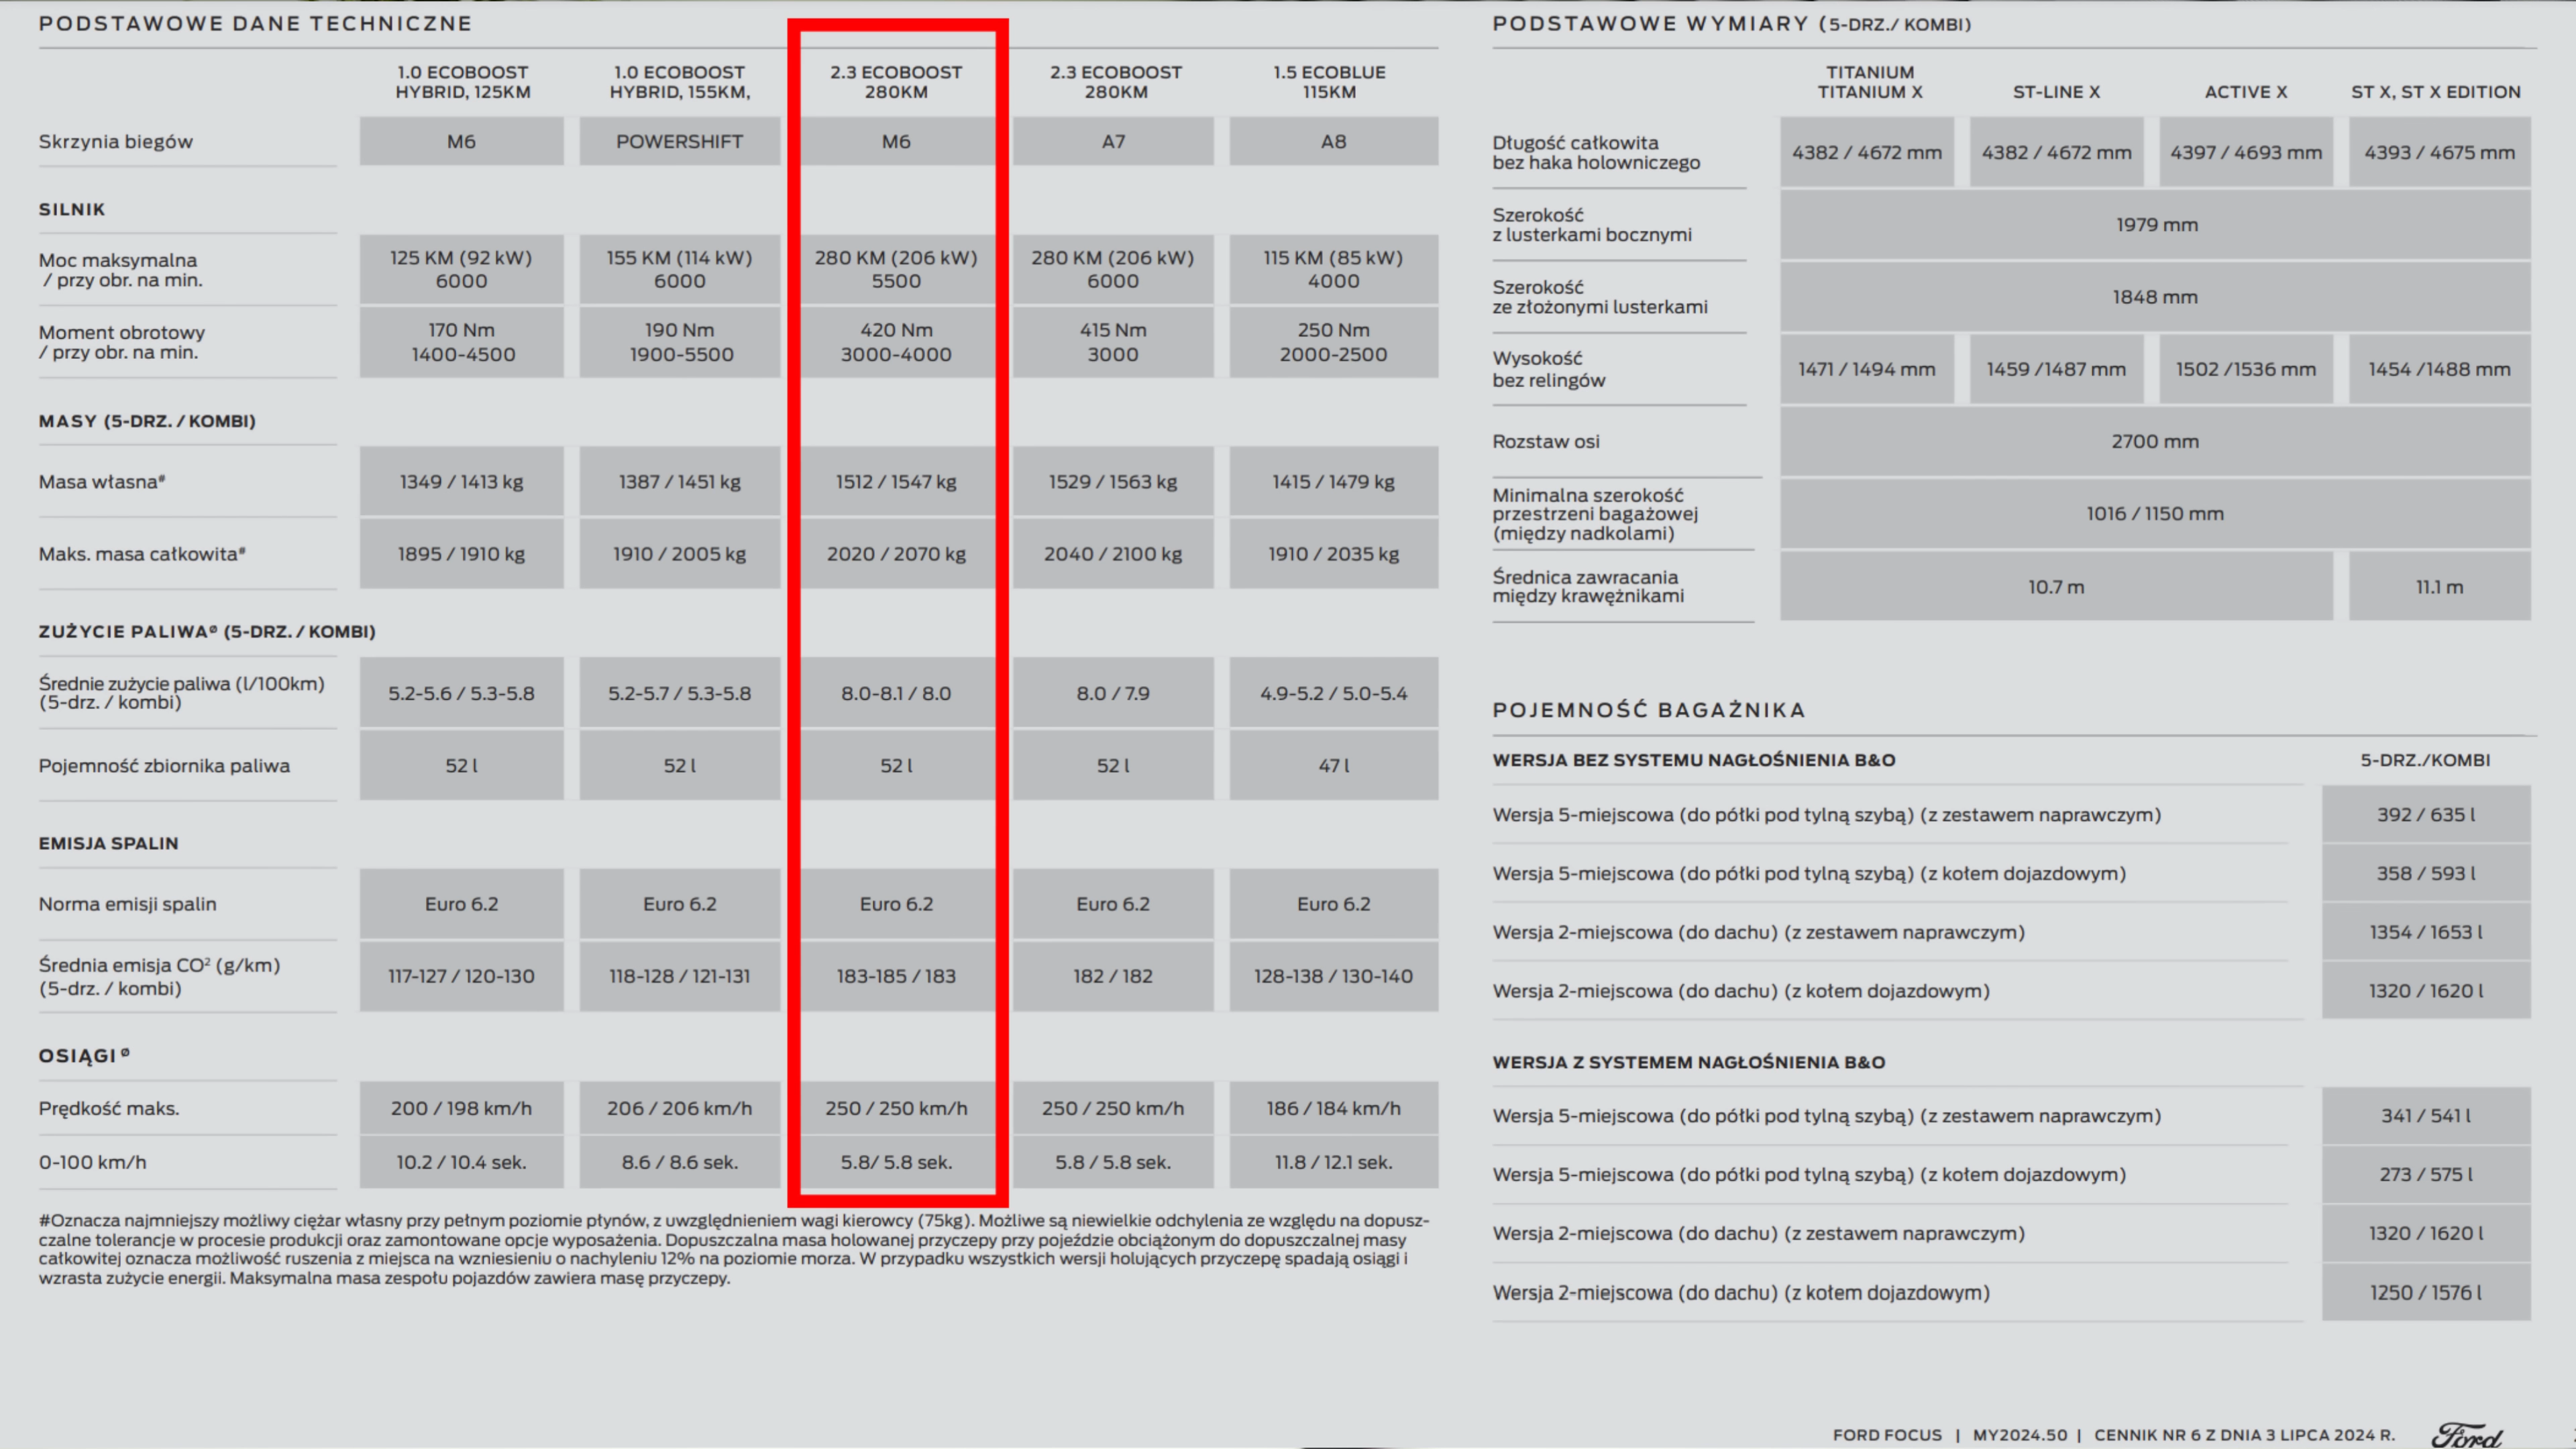 PODSTAWOWE DANE TECHNICZNE
1.0 ECOBOOST HYBRID, 125KM
1.0 ECOBOOST HYBRID, 155KM,
2.3 ECOBOOST 280KM
2.3 ECOBOOST 280KM
1.5 ECOBLUE 115KM
Skrzynia biegów M6 POWERSHIFT M6 A7 A8
SILNIK
Moc maksymalna
/ przy obr. na min.
125 KM (92 kW) 155 KM (114 kW) 280 KM (206 kW) 280 KM (206 kW) 115 KM (85 kW)
6000 6000 5500 6000 4000
Moment obrotowy
/ przy obr. na min.
170 Nm 190 Nm 420 Nm 415 Nm 250 Nm
1400-4500 1900-5500 3000-4000 3000 2000-2500
MASY (5-DRZ. / KOMBI)
Masa własna# 1349 / 1413 kg 1387 / 1451 kg 1512 / 1547 kg 1529 / 1563 kg 1415 / 1479 kg
Maks. masa całkowita# 1895 / 1910 kg 1910 / 2005 kg 2020 / 2070 kg 2040 / 2100 kg 1910 / 2035 kg
ZUŻYCIE PALIWAᴓ (5-DRZ. / KOMBI)
Średnie zużycie paliwa (l/100km)
(5-drz. / kombi)
5.2-5.6 / 5.3-5.8 5.2-5.7 / 5.3-5.8 8.0-8.1 / 8.0 8.0 / 7.9 4.9-5.2 / 5.0-5.4
Pojemność zbiornika paliwa 52 l 52 l 52 l 52 l 47 l
EMISJA SPALIN
Norma emisji spalin Euro 6.2 Euro 6.2 Euro 6.2 Euro 6.2 Euro 6.2
Średnia emisja CO² (g/km)
(5-drz. / kombi)
117-127 / 120-130 118-128 / 121-131 183-185 / 183 182 / 182 128-138 / 130-140
OSIĄGI ᴓ
Prędkość maks. 200 / 198 km/h 206 / 206 km/h 250 / 250 km/h 250 / 250 km/h 186 / 184 km/h
0-100 km/h 10.2 / 10.4 sek. 8.6 / 8.6 sek. 5.8/ 5.8 sek. 5.8 / 5.8 sek. 11.8 / 12.1 sek.
#Oznacza najmniejszy możliwy ciężar własny przy pełnym poziomie płynów, z uwzględnieniem wagi kierowcy (75kg). Możliwe są niewielkie odchylenia ze względu na dopusz-
czalne tolerancje w procesie produkcji oraz zamontowane opcje wyposażenia. Dopuszczalna masa holowanej przyczepy przy pojeździe obciążonym do dopuszczalnej masy
całkowitej oznacza możliwość ruszenia z miejsca na wzniesieniu o nachyleniu 12% na poziomie morza. W przypadku wszystkich wersji holujących przyczepę spadają osiągi i
wzrasta zużycie energii. Maksymalna masa zespołu pojazdów zawiera masę przyczepy.
PODSTAWOWE WYMIARY (5-DRZ./ KOMBI)
TITANIUM
TITANIUM X ST-LINE X ACTIVE X ST X, ST X EDITION
Długość całkowita
bez haka holowniczego
4382 / 4672 mm 4382 / 4672 mm 4397 / 4693 mm 4393 / 4675 mm
Szerokość
z lusterkami bocznymi
1979 mm
Szerokość
ze złożonymi lusterkami
1848 mm
Wysokość
bez relingów
1471 / 1494 mm 1459 /1487 mm 1502 /1536 mm 1454 /1488 mm
Rozstaw osi 2700 mm
Minimalna szerokość
przestrzeni bagażowej
(między nadkolami)
1016 / 1150 mm
Średnica zawracania
między krawężnikami
10.7 m 11.1 m
POJEMNOŚĆ BAGAŻNIKA
WERSJA BEZ SYSTEMU NAGŁOŚNIENIA B&O 5-DRZ./KOMBI
Wersja 5-miejscowa (do półki pod tylną szybą) (z zestawem naprawczym) 392 / 635 l
Wersja 5-miejscowa (do półki pod tylną szybą) (z kołem dojazdowym) 358 / 593 l
Wersja 2-miejscowa (do dachu) (z zestawem naprawczym) 1354 / 1653 l
Wersja 2-miejscowa (do dachu) (z kołem dojazdowym) 1320 / 1620 l
WERSJA Z SYSTEMEM NAGŁOŚNIENIA B&O
Wersja 5-miejscowa (do półki pod tylną szybą) (z zestawem naprawczym) 341 / 541 l
Wersja 5-miejscowa (do półki pod tylną szybą) (z kołem dojazdowym) 273 / 575 l
Wersja 2-miejscowa (do dachu) (z zestawem naprawczym) 1320 / 1620 l
Wersja 2-miejscowa (do dachu) (z kołem dojazdowym) 1250 / 1576 l
FORD FOCUS | MY2024.50 | CENNIK NR 6 Z DNIA 3 LIPCA 2024 R. Ford